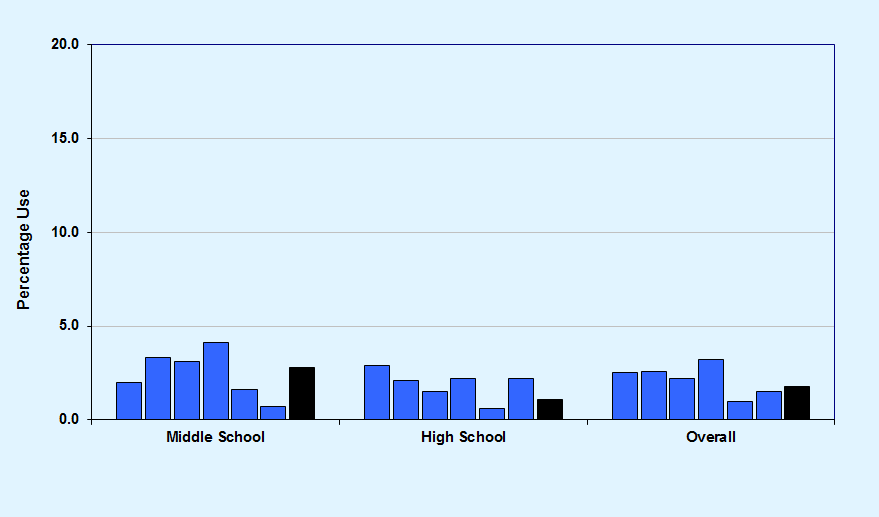 20.0
15.0
10.0
5.0
0.0
Percentage Use
Middle School
High School
Overall